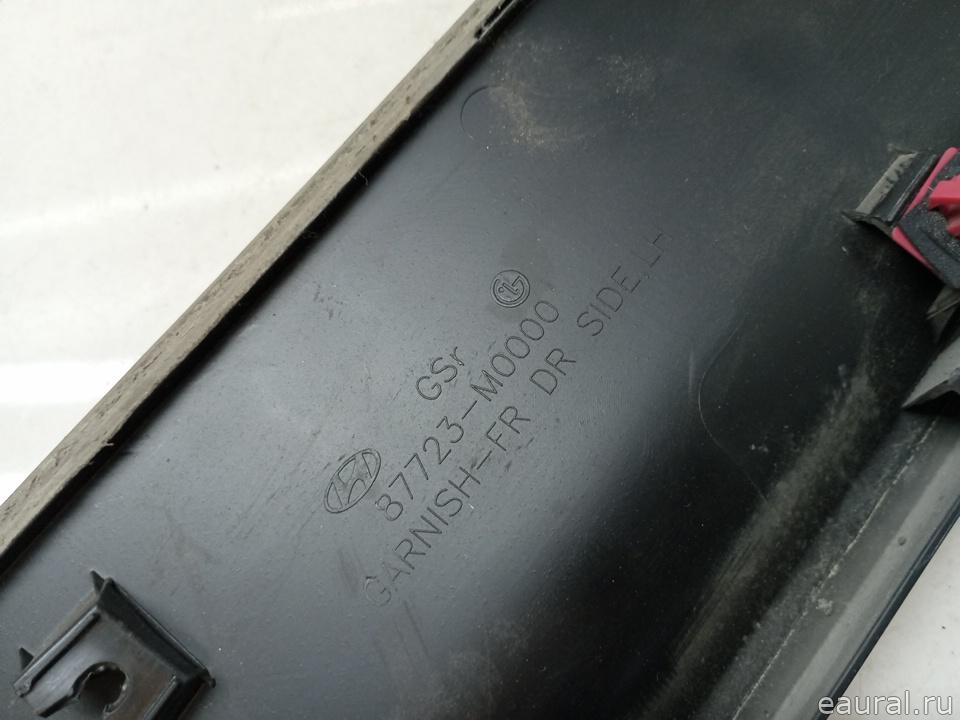 GSr
87723-M0000
GARNISH-FR DR SIDE,LH
eaural.ru